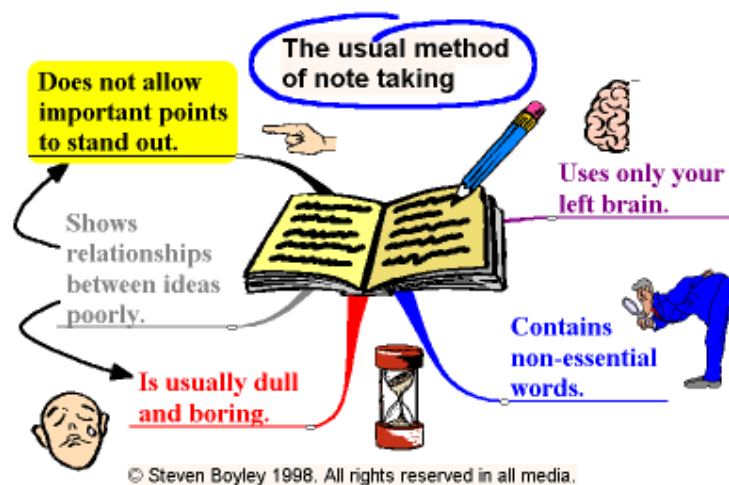 The usual method
of note taking
Does not allow
important points
to stand out.
Uses only your
left brain.
Shows
relationships
between ideas
poorly.
Contains
non-essential
words.
Is usually dull
and boring.
© Steven Boyley 1998. All rights reserved in all media.